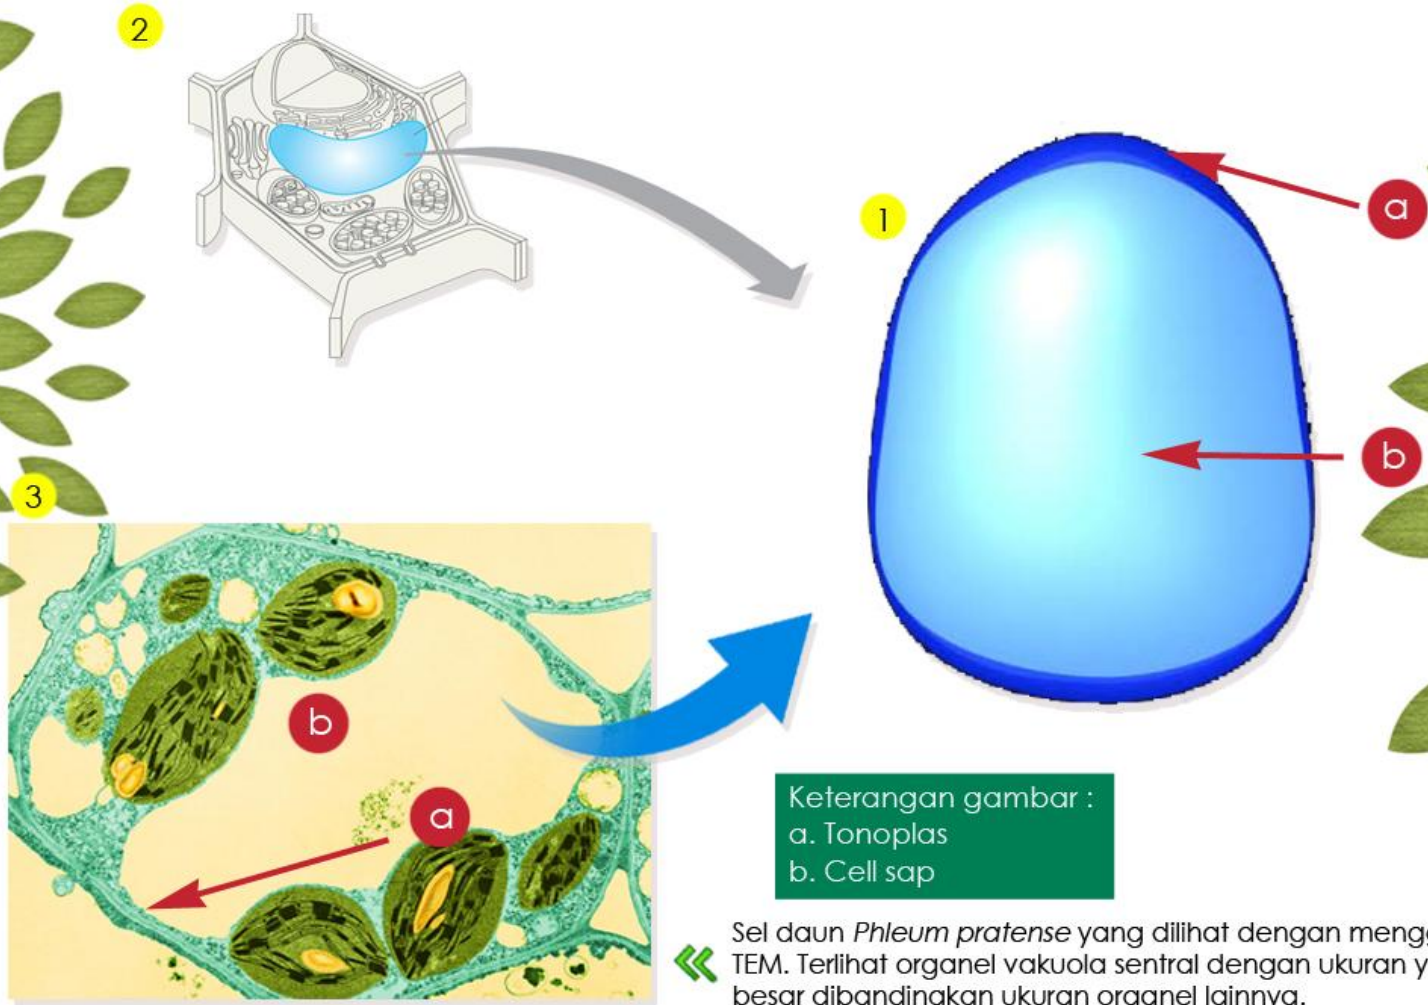 2
1
a
b
3
b
a
Keterangan gambar :
a. Tonoplas
b. Cell sap
Sel daun Phleum pratense yang dilihat dengan
TEM. Terlihat organel vakuola sentral dengan ukuran
besar dibandingkan ukuran organel lainnya.